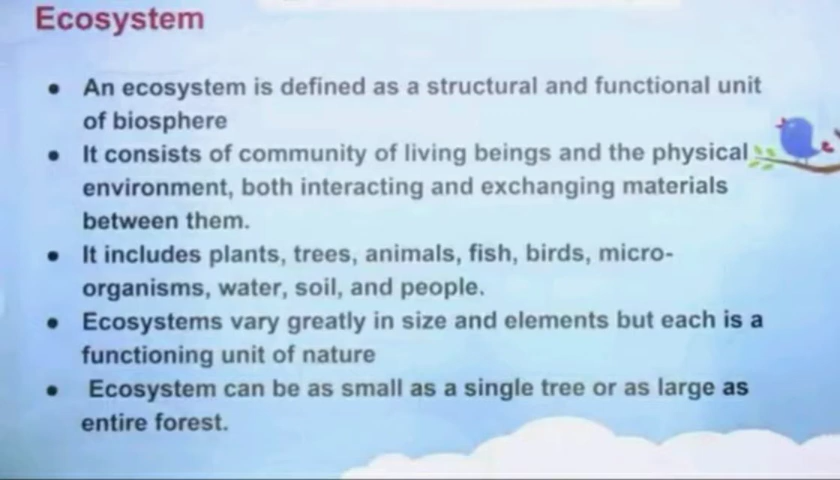 Ecosystem
● An ecosystem is defined as a structural and functional unit
of biosphere
● It consists of community of living beings and the physical
environment, both interacting and exchanging materials
between them.
● It includes plants, trees, animals, fish, birds, micro-
organisms, water, soil, and people.
● Ecosystems vary greatly in size and elements but each is a
functioning unit of nature
● Ecosystem can be as small as a single tree or as large as
entire forest.